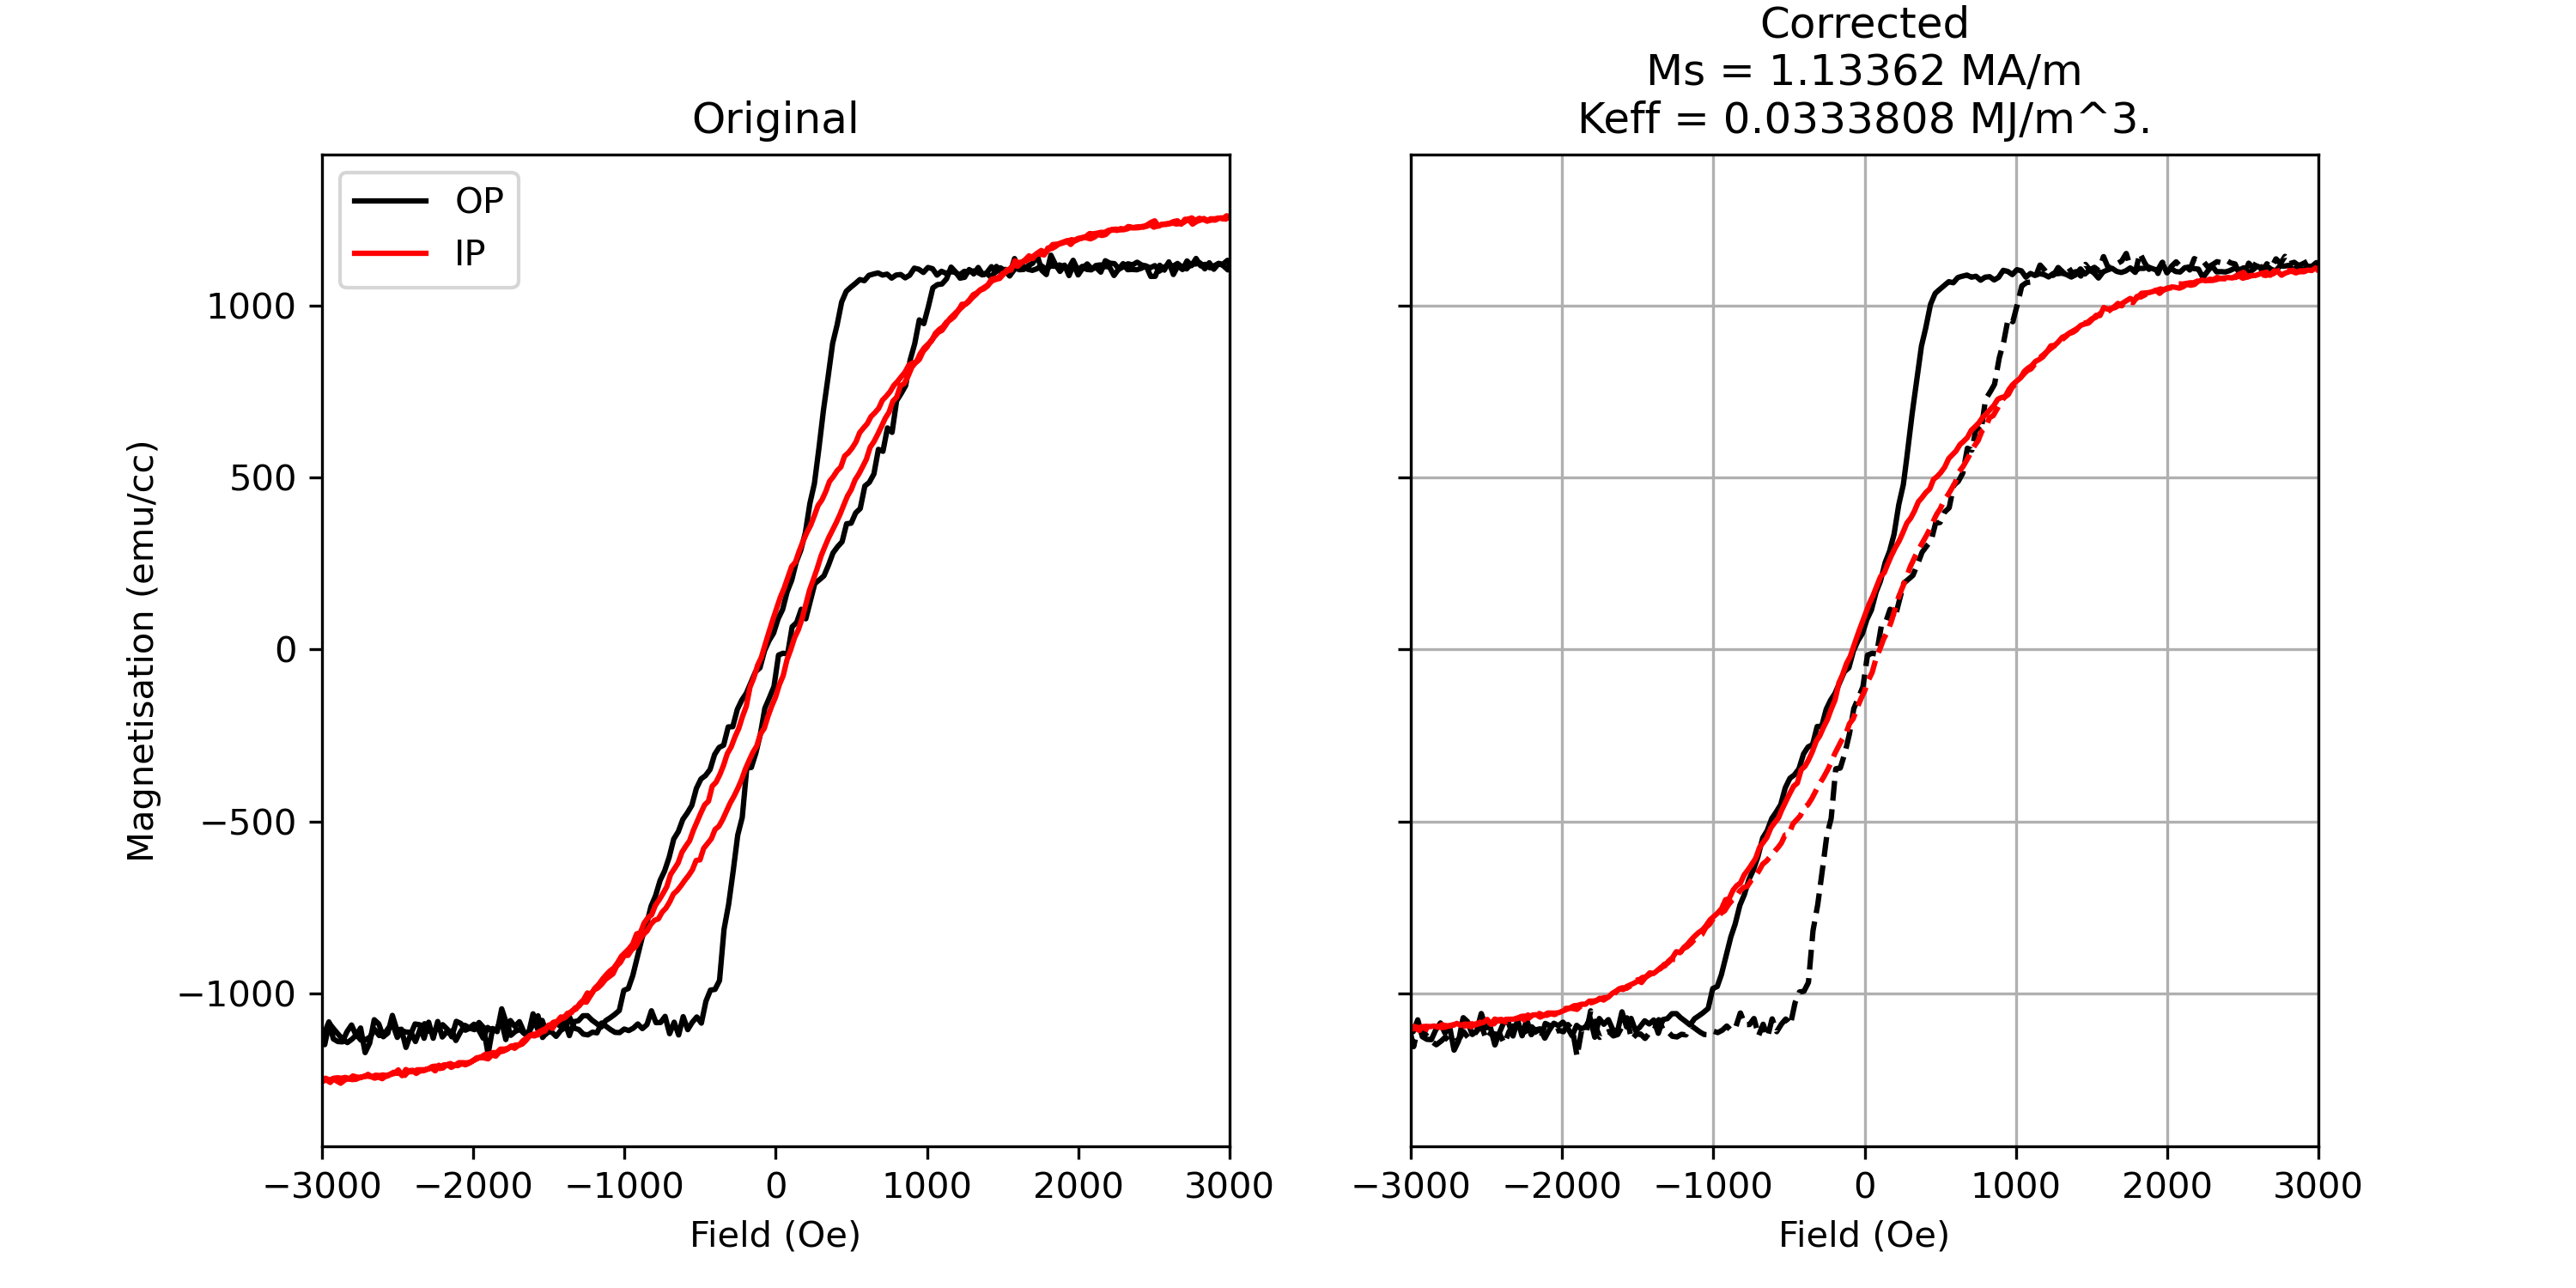 Original
OP
IP
1000
500
0
−500
−1000
Magnetisation (emu/cc)
−3000 −2000 −1000 0 1000 2000 3000
Field (Oe)
Corrected
Ms = 1.13362 MA/m
Keff = 0.0333808 MJ/m^3.
−3000 −2000 −1000 0 1000 2000 3000
Field (Oe)